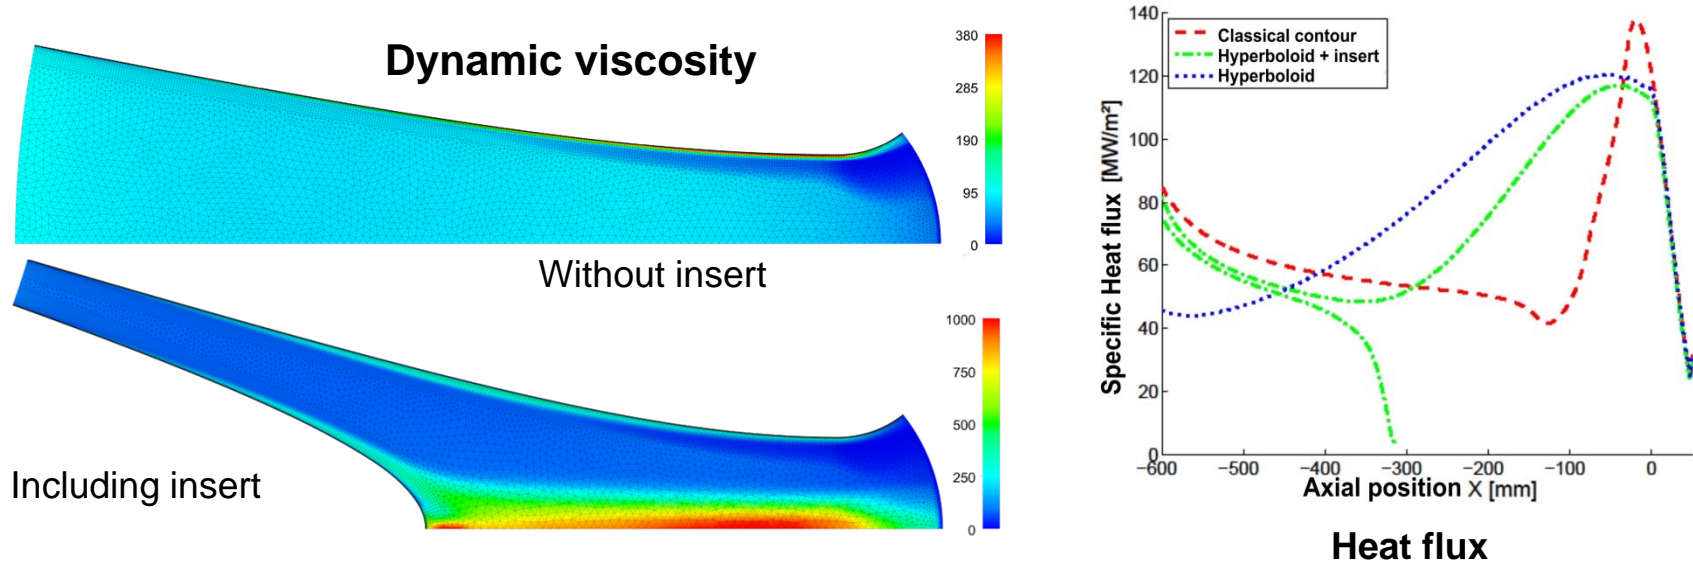 Dynamic viscosity
380
285
190
95
0
Without insert
1000
750
500
250
0
Including insert
140
120
100
80
60
40
20
0
Specific Heat flux [MW/m²]
Classical contour
Hyperboloid + insert
Hyperboloid
−600 −500 −400 −300 −200 −100 0
Axial position X [mm]
Heat flux